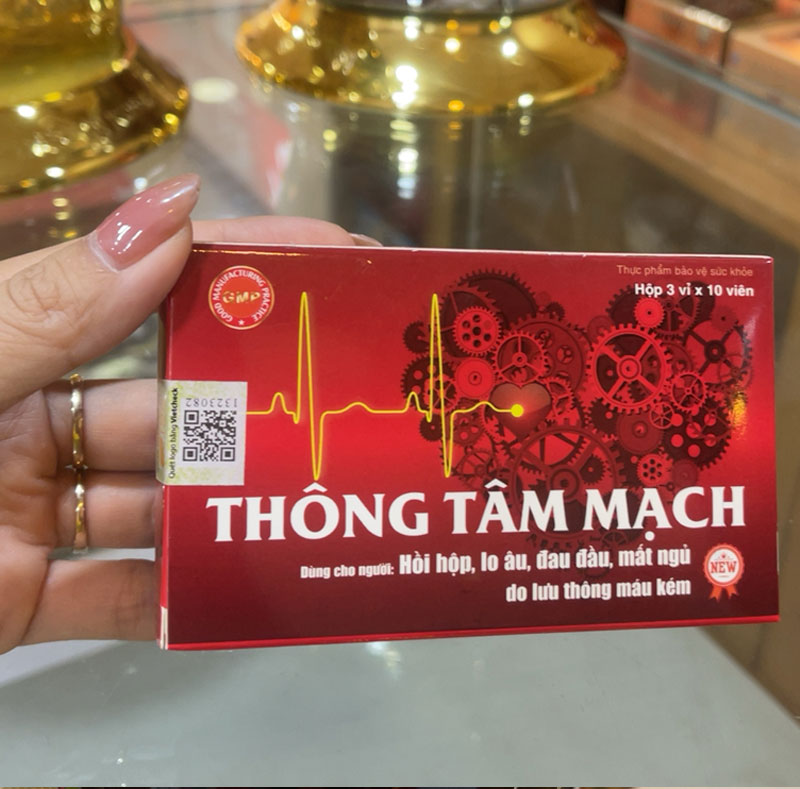 Thực phẩm bảo vệ sức khỏe
Hộp 3 vỉ x 10 viên
GOOD MANUFACTURING PRACTICE
GMP
Quét logo bằng Vietcheck
1323082
THÔNG TÂM MẠCH
Dùng cho người: Hồi hộp, lo âu, đau đầu, mất ngủ
do lưu thông máu kém
NEW